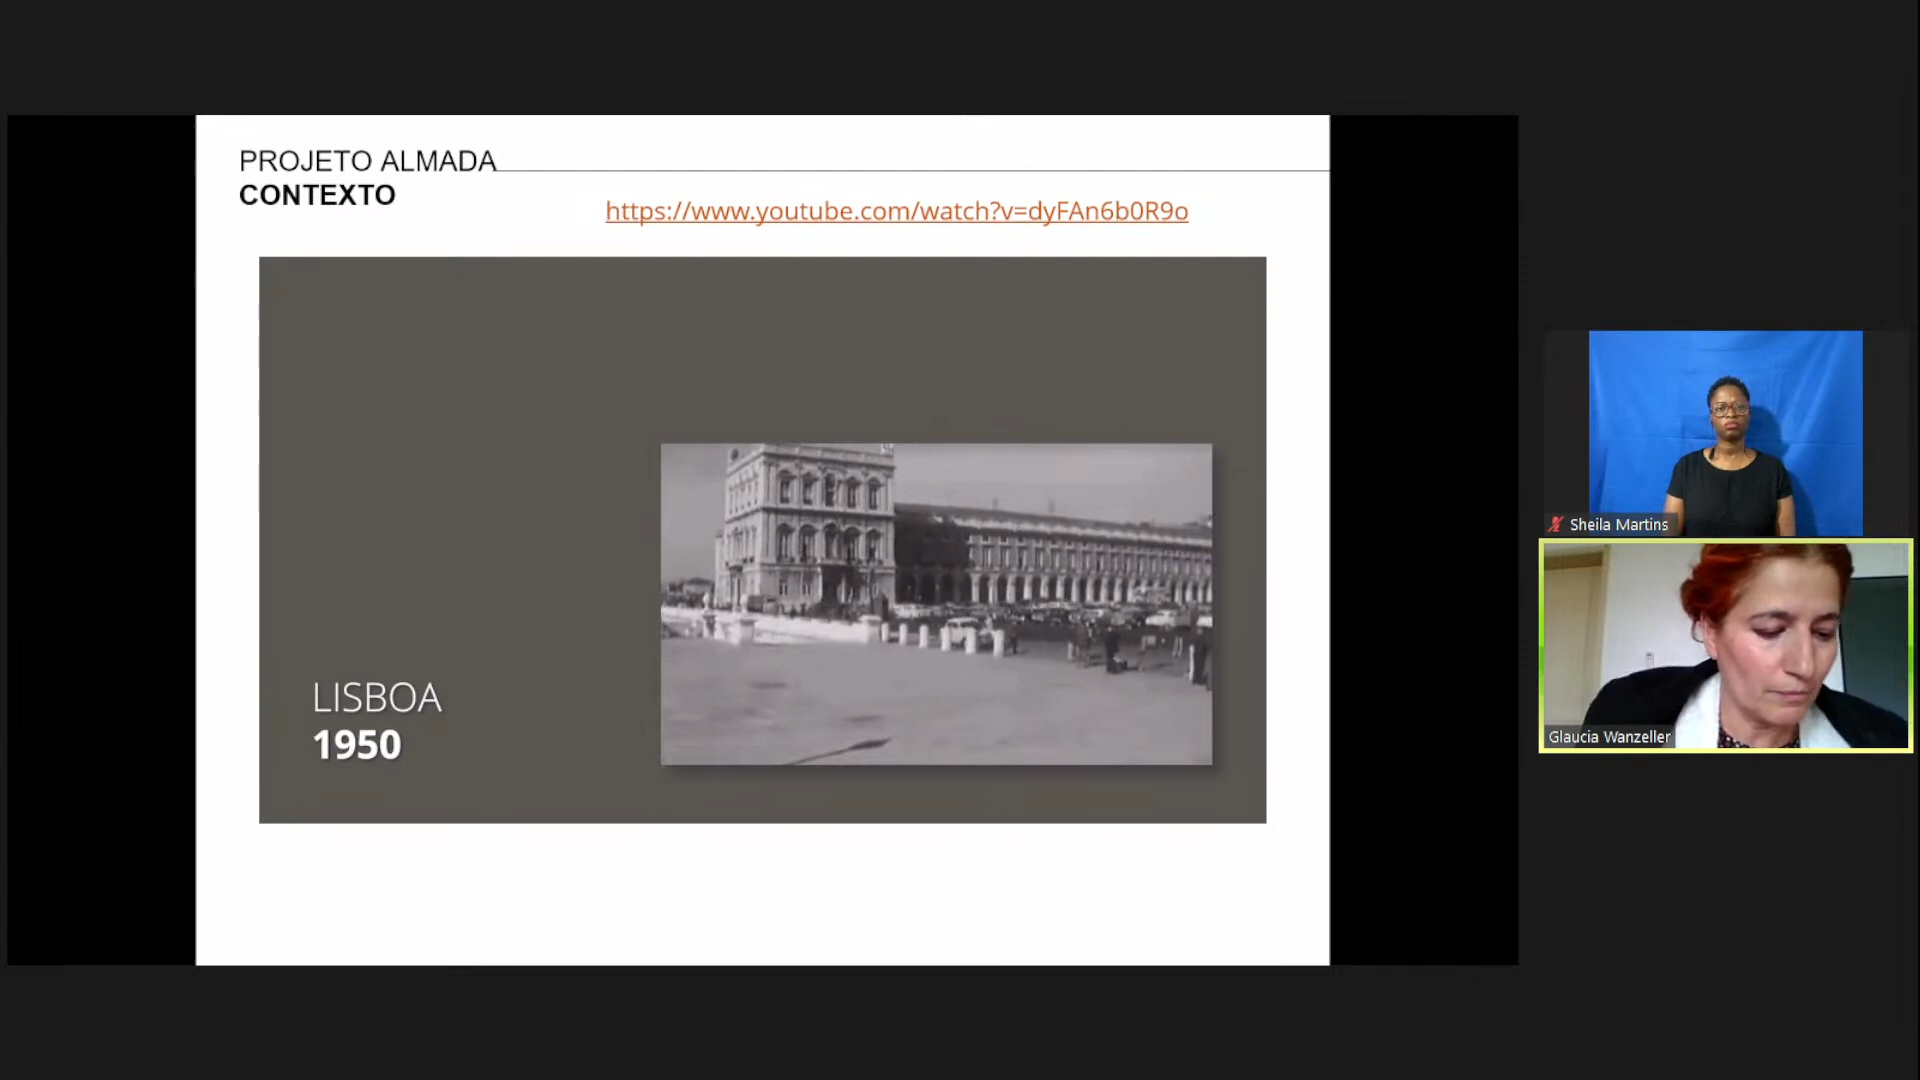 PROJETO ALMADA
CONTEXTO
https://www.youtube.com/watch?v=dyFAn6b0R9o
LISBOA
1950
Sheila Martins
Glaucia Wanzeller